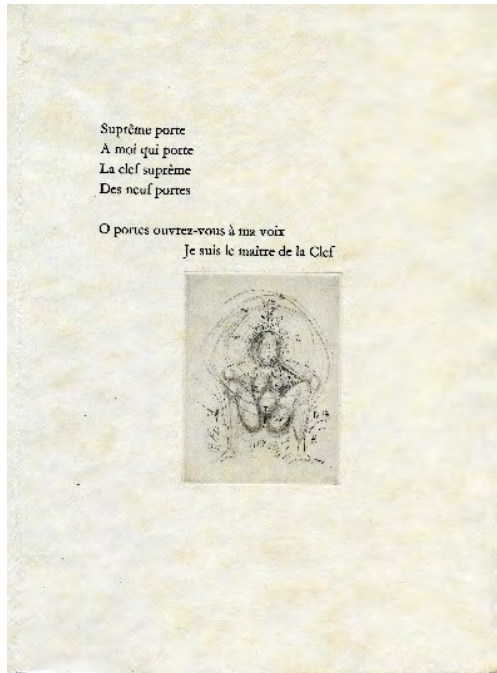 Suprême porte
A moi qui porte
La clef suprème
Des neuf portes
O portes ouvrez-vous à ma voix
Je suis le maître de la Clef